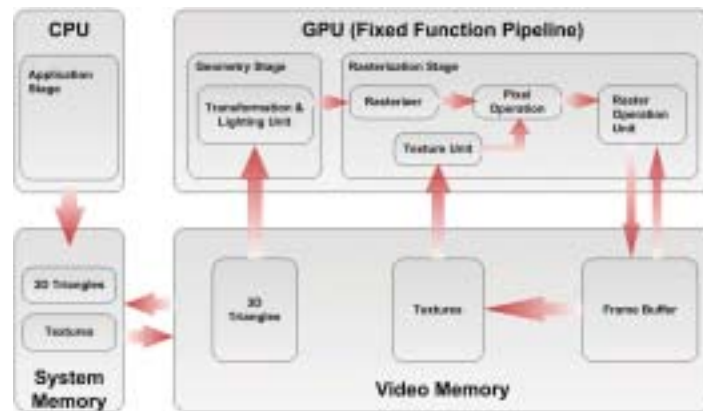 CPU
Application
Stage
GPU (Fixed Function Pipeline)
Geometry Stage
Transformation &
Lighting Unit
Rasterization Stage
Rasterizer
Pixel
Operation
Raster
Operation
Unit
Texture Unit
3D Triangles
Textures
System
Memory
3D
Triangles
Textures
Frame Buffer
Video Memory